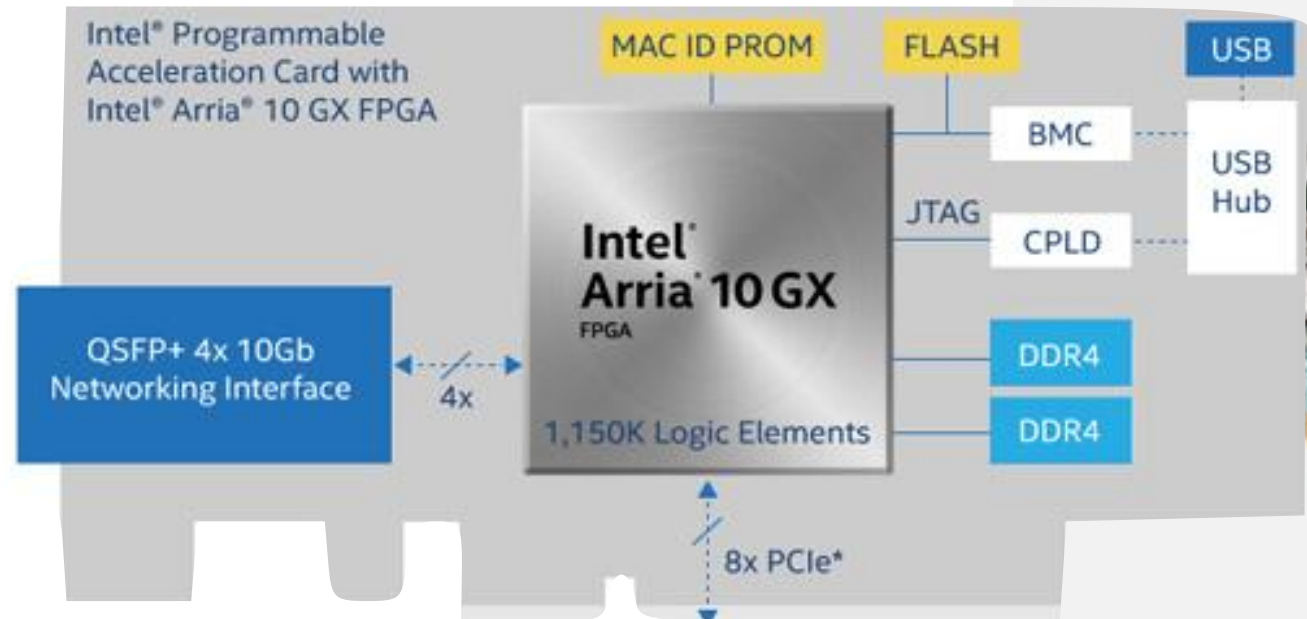 Intel® Programmable
Acceleration Card with
Intel® Arria® 10 GX FPGA
MAC ID PROM
FLASH
USB
BMC
USB
Hub
JTAG
CPLD
Intel®
Arria® 10 GX
FPGA
1,150K Logic Elements
QSFP+ 4x 10Gb
Networking Interface
4x
DDR4
DDR4
8x PCIe*